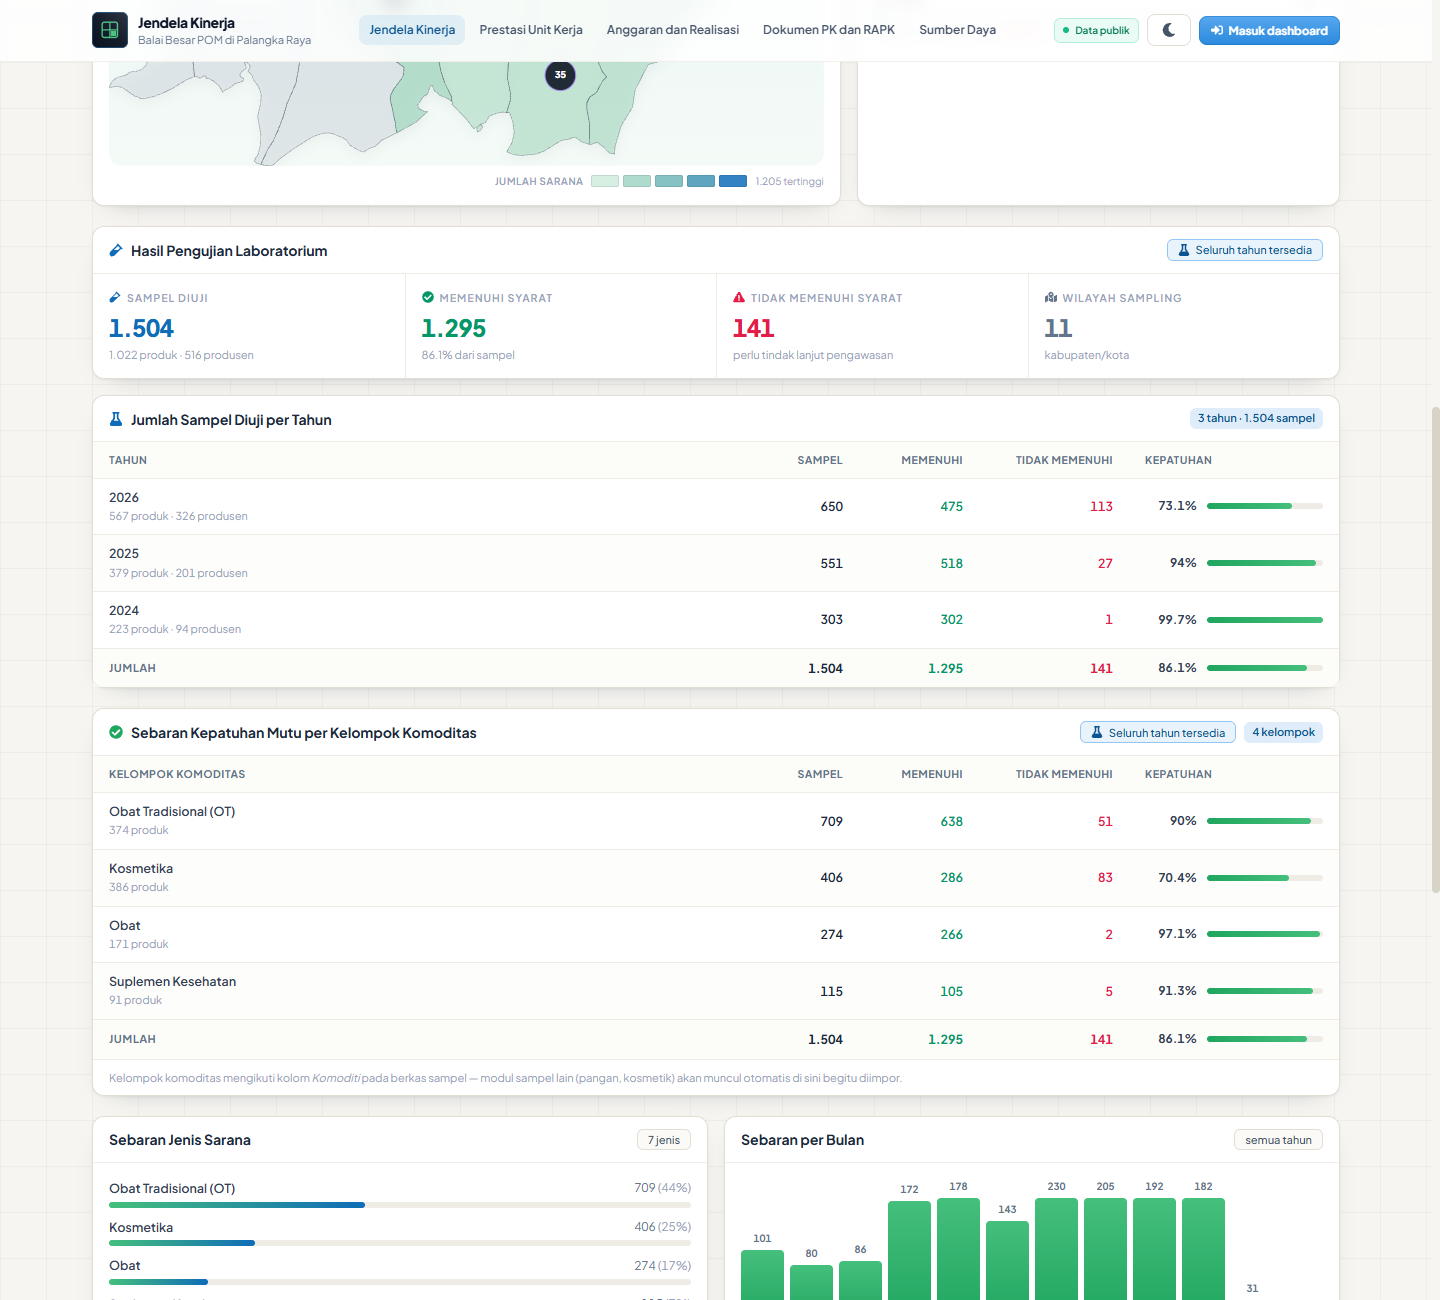 Jendela Kinerja
Balai Besar POM di Palangka Raya
Jendela Kinerja
Prestasi Unit Kerja
Anggaran dan Realisasi
Dokumen PK dan RAPK
Sumber Daya
Data publik
Masuk dashboard
35
JUMLAH SARANA
1.205 tertinggi
Hasil Pengujian Laboratorium
Seluruh tahun tersedia
SAMPEL DIUJI
1.504
1.022 produk · 516 produsen
MEMENUHI SYARAT
1.295
86.1% dari sampel
TIDAK MEMENUHI SYARAT
141
perlu tindak lanjut pengawasan
WILAYAH SAMPLING
11
kabupaten/kota
Jumlah Sampel Diuji per Tahun
3 tahun · 1.504 sampel
TAHUN SAMPEL MEMENUHI TIDAK MEMENUHI KEPATUHAN
2026 650 475 113 73.1%
567 produk · 326 produsen
2025 551 518 27 94%
379 produk · 201 produsen
2024 303 302 1 99.7%
223 produk · 94 produsen
JUMLAH 1.504 1.295 141 86.1%
Sebaran Kepatuhan Mutu per Kelompok Komoditas
Seluruh tahun tersedia
4 kelompok
KELOMPOK KOMODITAS SAMPEL MEMENUHI TIDAK MEMENUHI KEPATUHAN
Obat Tradisional (OT) 709 638 51 90%
374 produk
Kosmetika 406 286 83 70.4%
386 produk
Obat 274 266 2 97.1%
171 produk
Suplemen Kesehatan 115 105 5 91.3%
91 produk
JUMLAH 1.504 1.295 141 86.1%
Kelompok komoditas mengikuti kolom Komoditi pada berkas sampel — modul sampel lain (pangan, kosmetik) akan muncul otomatis di sini begitu diimpor.
Sebaran Jenis Sarana
7 jenis
Obat Tradisional (OT) 709 (44%)
Kosmetika 406 (25%)
Obat 274 (17%)
Sebaran per Bulan
semua tahun
101 80 86 172 178 143 230 205 192 182 31